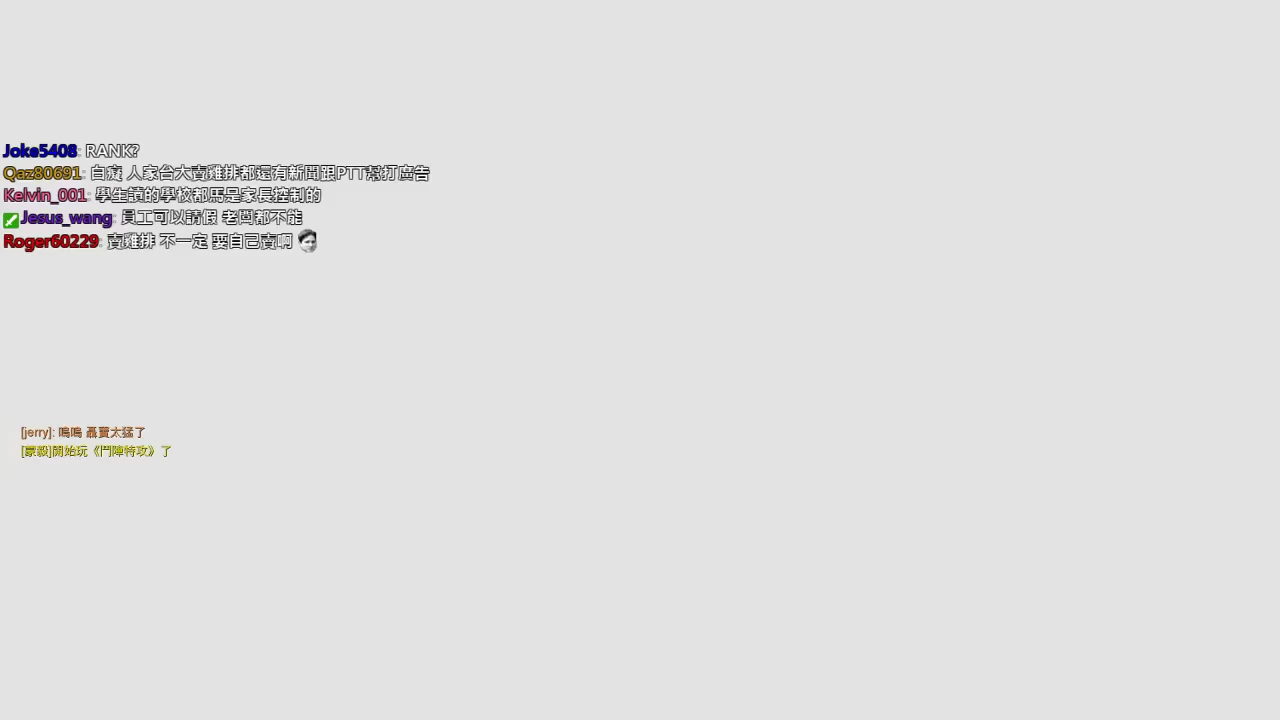 Joke5408: RANK?
Qaz80691: 白癡 人家台大賣雞排都還有新聞跟PTT幫打廣告
Kelvin_001: 學生讀的學校都馬是家長控制的
Jesus_wang: 員工可以請假 老闆都不能
Roger60229: 賣雞排 不一定 要自己賣啊
[jerry]: 嗚嗚 聶寶太猛了
[豪毅]開始玩《鬥陣特攻》了